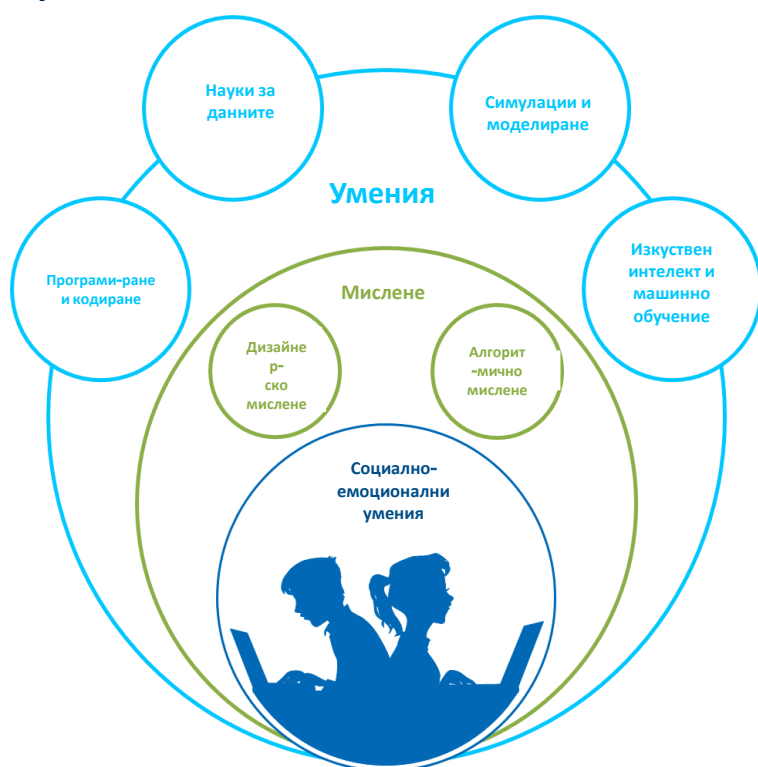 Науки за
данните
Симулации и
моделиране
Умения
Програми-ране
и кодиране
Изкуствен
интелект и
машинно
обучение
Мислене
Дизайне
р-
ско
мислене
Алгорит
-мично
мислене
Социално-
емоционални
умения